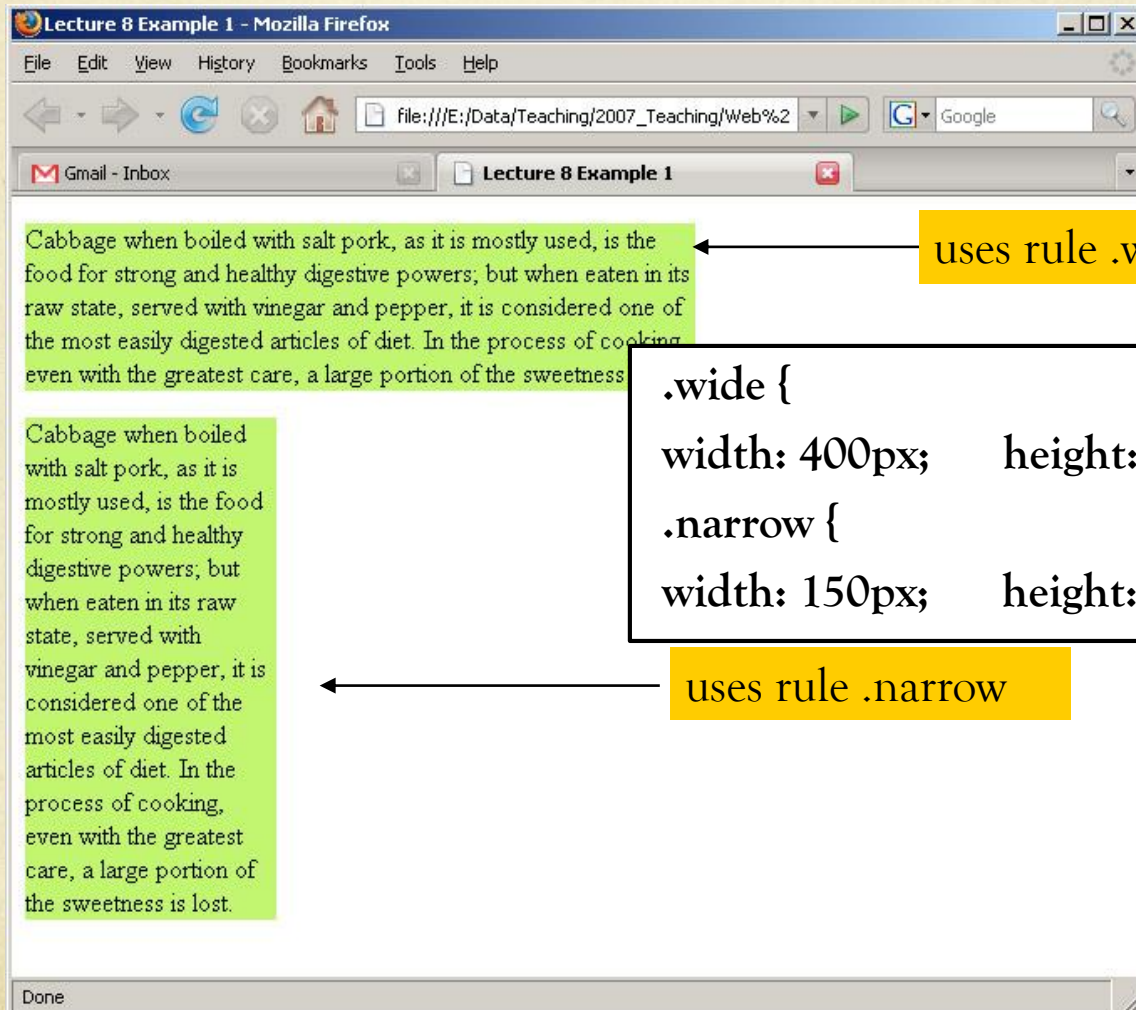 Lecture 8 Example 1 - Mozilla Firefox
File Edit View History Bookmarks Tools Help
file:///E:/Data/Teaching/2007_Teaching/Web%2 Google
Gmail - Inbox Lecture 8 Example 1
Cabbage when boiled with salt pork, as it is mostly used, is the
food for strong and healthy digestive powers; but when eaten in its
raw state, served with vinegar and pepper, it is considered one of
the most easily digested articles of diet. In the process of cooking
even with the greatest care, a large portion of the sweetness
uses rule .w
.wide {
width: 400px; height:
.narrow {
width: 150px; height:
Cabbage when boiled
with salt pork, as it is
mostly used, is the food
for strong and healthy
digestive powers; but
when eaten in its raw
state, served with
vinegar and pepper, it is
considered one of the
most easily digested
articles of diet. In the
process of cooking,
even with the greatest
care, a large portion of
the sweetness is lost.
uses rule .narrow
Done